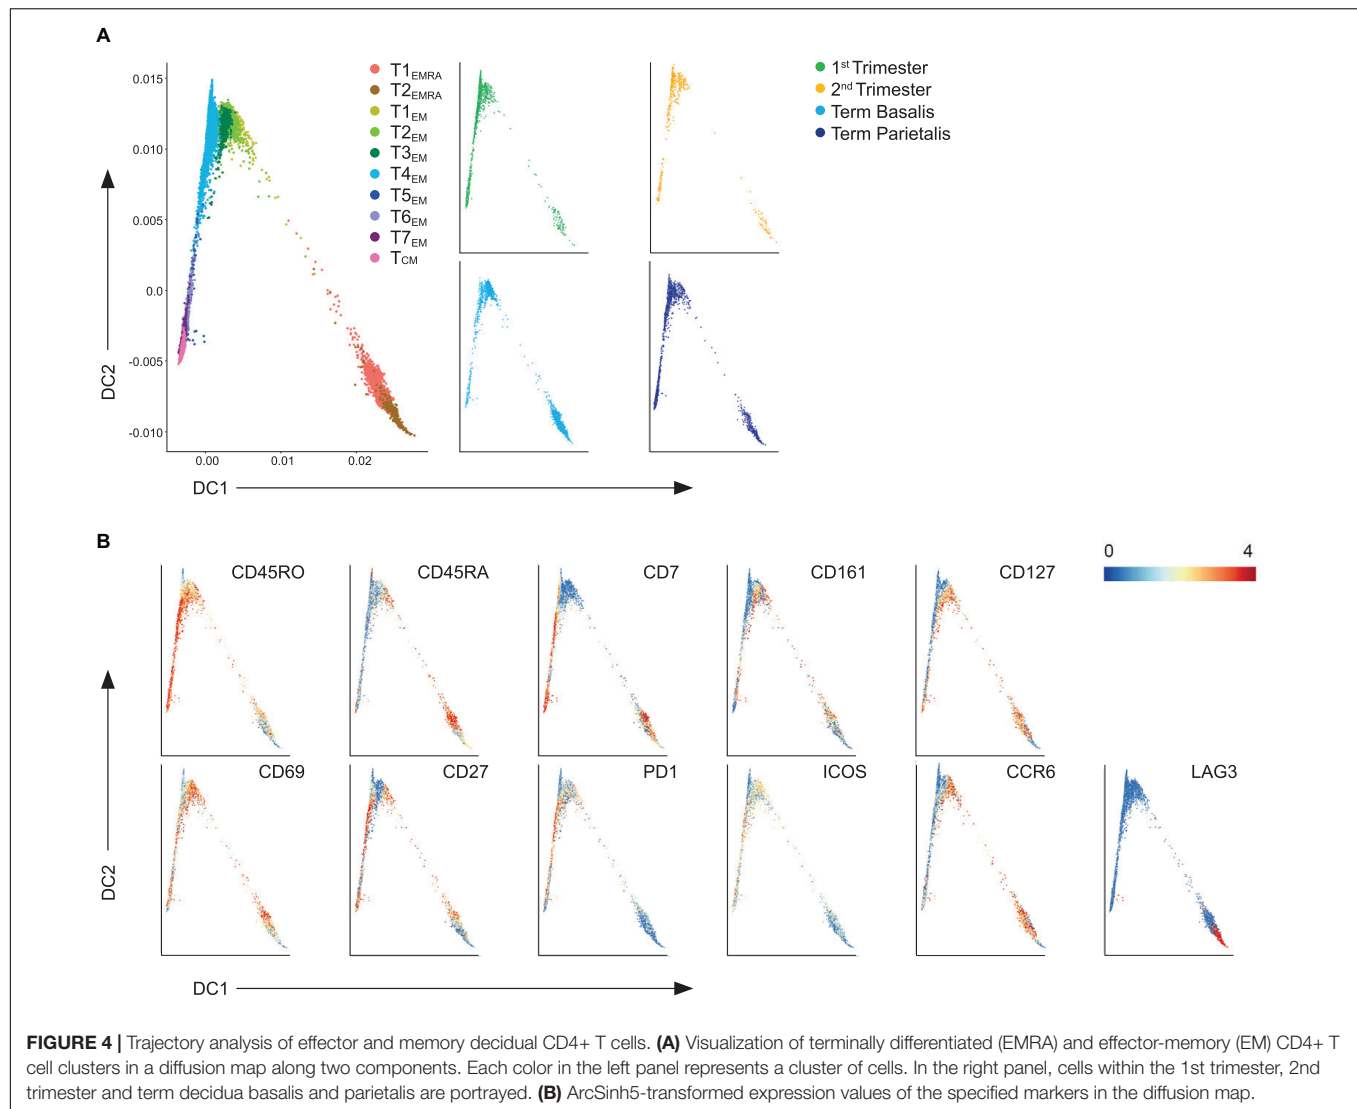 A
0.015
0.010
0.005
0.0
-0.005
-0.010
0.00 0.01 0.02
DC2
DC1
T1EMRA
T2EMRA
T1EM
T2EM
T3EM
T4EM
T5EM
T6EM
T7EM
TCM
1st Trimester
2nd Trimester
Term Basalis
Term Parietalis
B
0 4
CD45RO CD45RA CD7 CD161 CD127
CD69 CD27 PD1 ICOS CCR6 LAG3
DC2
DC1
FIGURE 4 | Trajectory analysis of effector and memory decidual CD4+ T cells. (A) Visualization of terminally differentiated (EMRA) and effector-memory (EM) CD4+ T
cell clusters in a diffusion map along two components. Each color in the left panel represents a cluster of cells. In the right panel, cells within the 1st trimester, 2nd
trimester and term decidua basalis and parietalis are portrayed. (B) ArcSinh5-transformed expression values of the specified markers in the diffusion map.